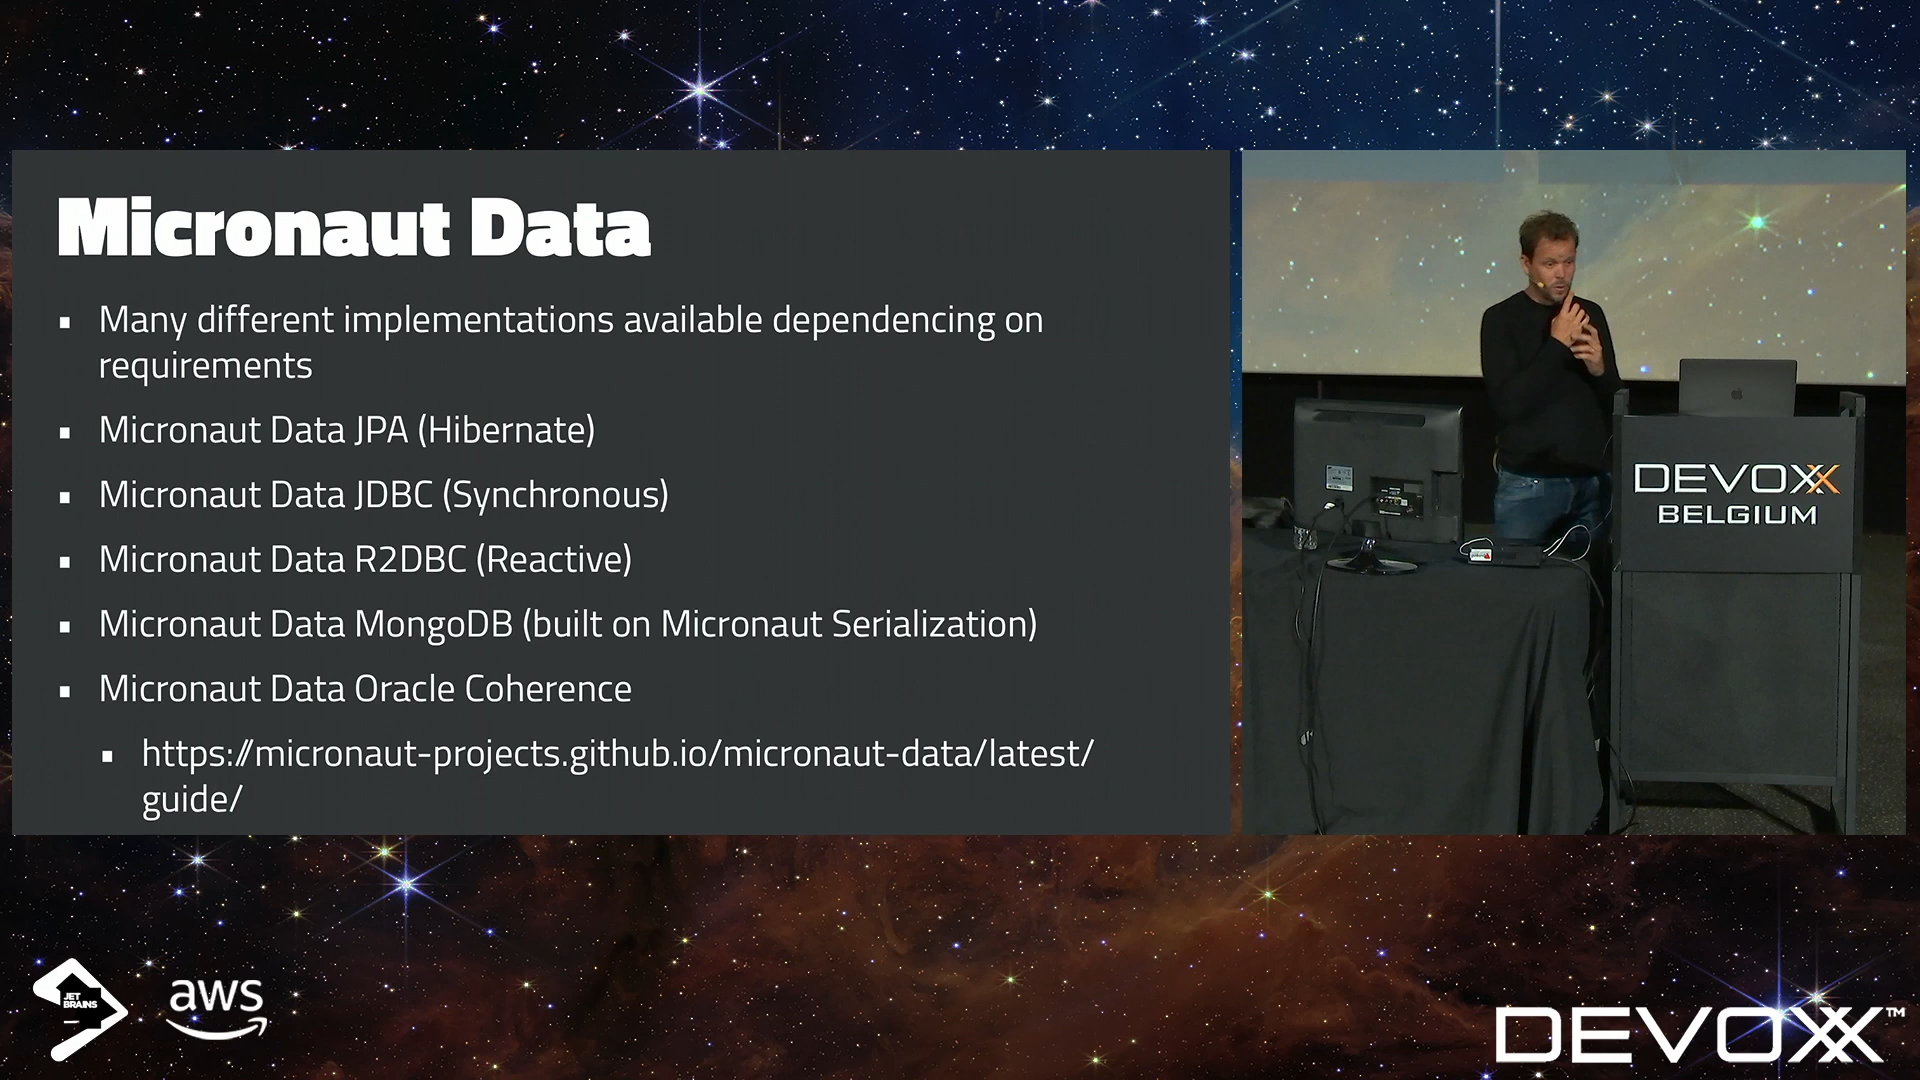 Micronaut Data
▪ Many different implementations available dependencing on
requirements
▪ Micronaut Data JPA (Hibernate)
▪ Micronaut Data JDBC (Synchronous)
▪ Micronaut Data R2DBC (Reactive)
▪ Micronaut Data MongoDB (built on Micronaut Serialization)
▪ Micronaut Data Oracle Coherence
▪ https://micronaut-projects.github.io/micronaut-data/latest/
guide/
DEVOXX
BELGIUM
JET
BRAINS
aws
DEVOXX™